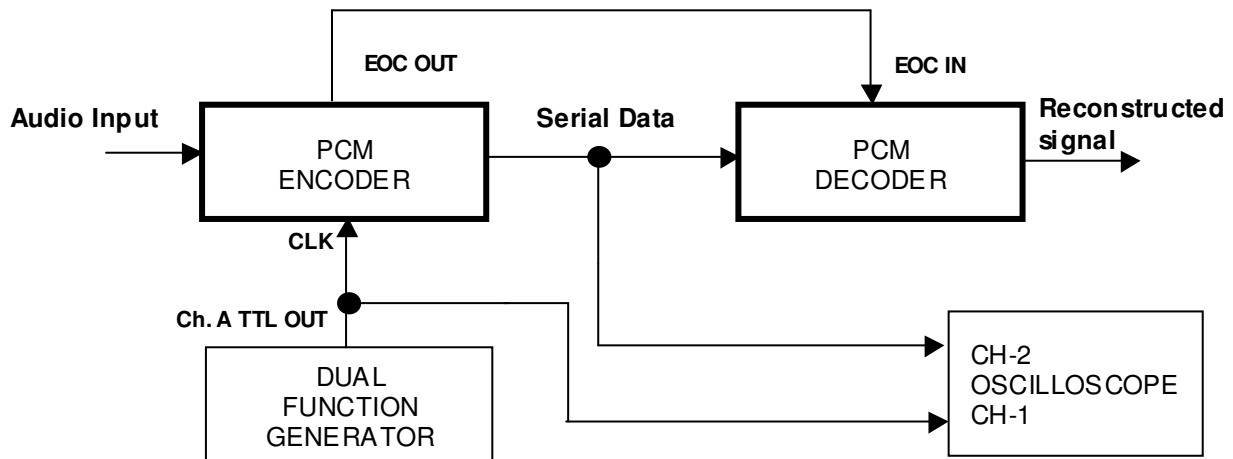 EOC OUT
EOC IN
Audio Input
Serial Data
Reconstructed
signal
PCM
ENCODER
PCM
DECODER
CLK
Ch. A TTL OUT
DUAL
FUNCTION
GENERATOR
CH-2
OSCILLOSCOPE
CH-1